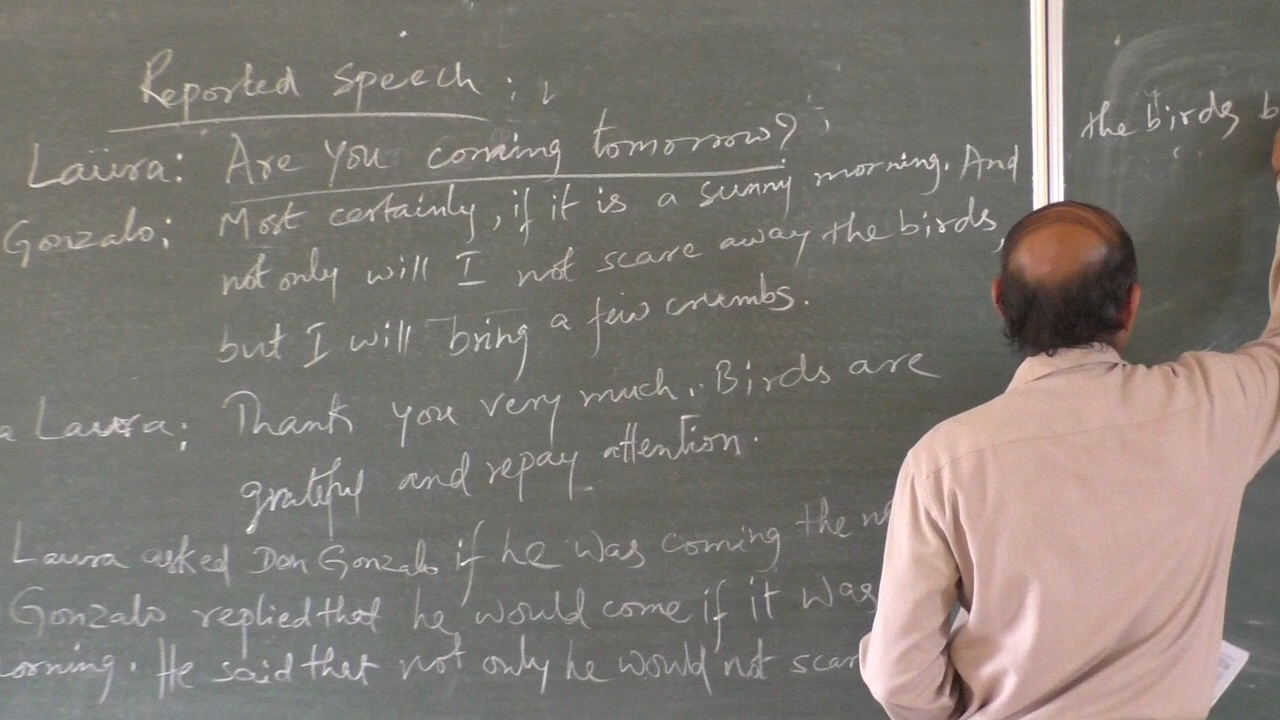 Reported Speech :
Laura: Are you coming tomorrow?
Gonzalo: Most certainly, if it is a sunny morning. And
not only will I not scare away the birds,
but I will bring a few crumbs.
a Laura: Thank you very much. Birds are
grateful and repay attention.
Laura asked Don Gonzalo if he was coming the
Gonzalo replied that he would come if it was
orning. He said that not only he would not scar
the birds b